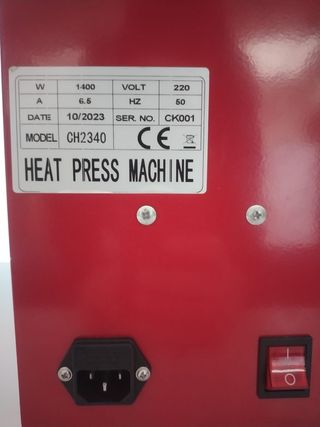 W 1400 VOLT 220
A 6.5 HZ 50
DATE 10/2023 SER. NO. CK001
MODEL CH2340 CE
HEAT PRESS MACHINE